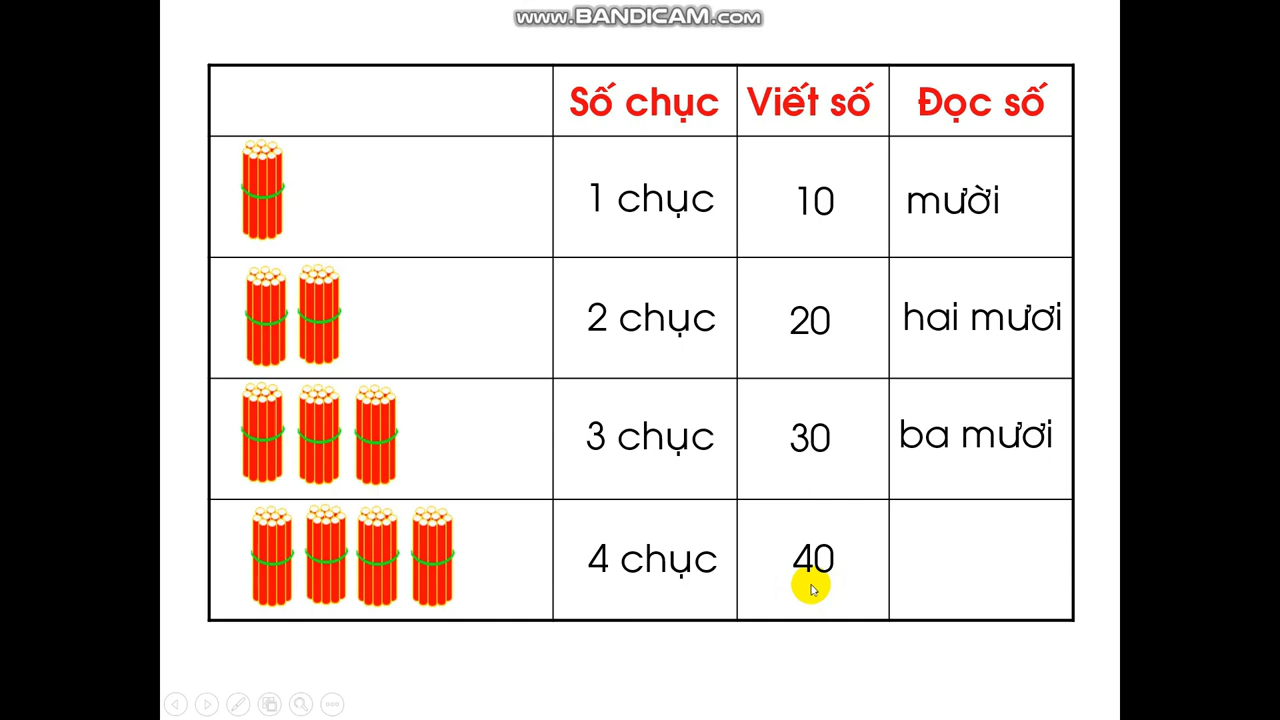 www.BANDICAM.com
Số chục Viết số Đọc số
1 chục 10 mười
2 chục 20 hai mươi
3 chục 30 ba mươi
4 chục 40